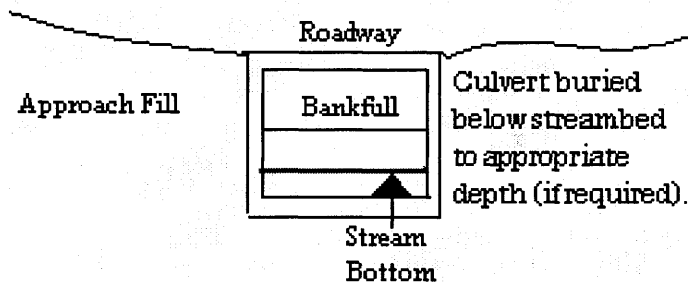 Roadway
Approach Fill
Bankfull
Culvert buried
below streambed
to appropriate
depth (if required).
Stream
Bottom